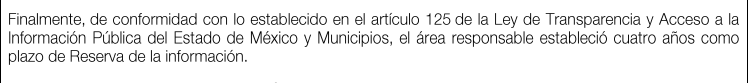 Finalmente, de conformidad con lo establecido en el artículo 125 de la Ley de Transparencia y Acceso a la
Información Pública del Estado de México y Municipios, el área responsable estableció cuatro años como
plazo de Reserva de la información.